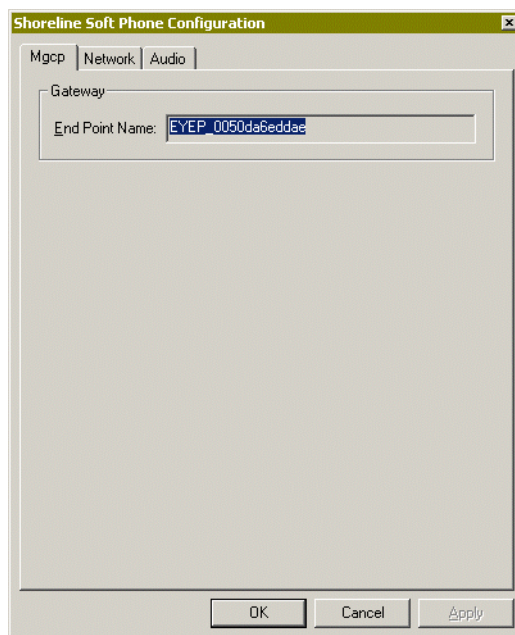 Shoreline Soft Phone Configuration
Mgcp Network Audio
Gateway
End Point Name: EYEP_0050da6eddae
OK Cancel Apply